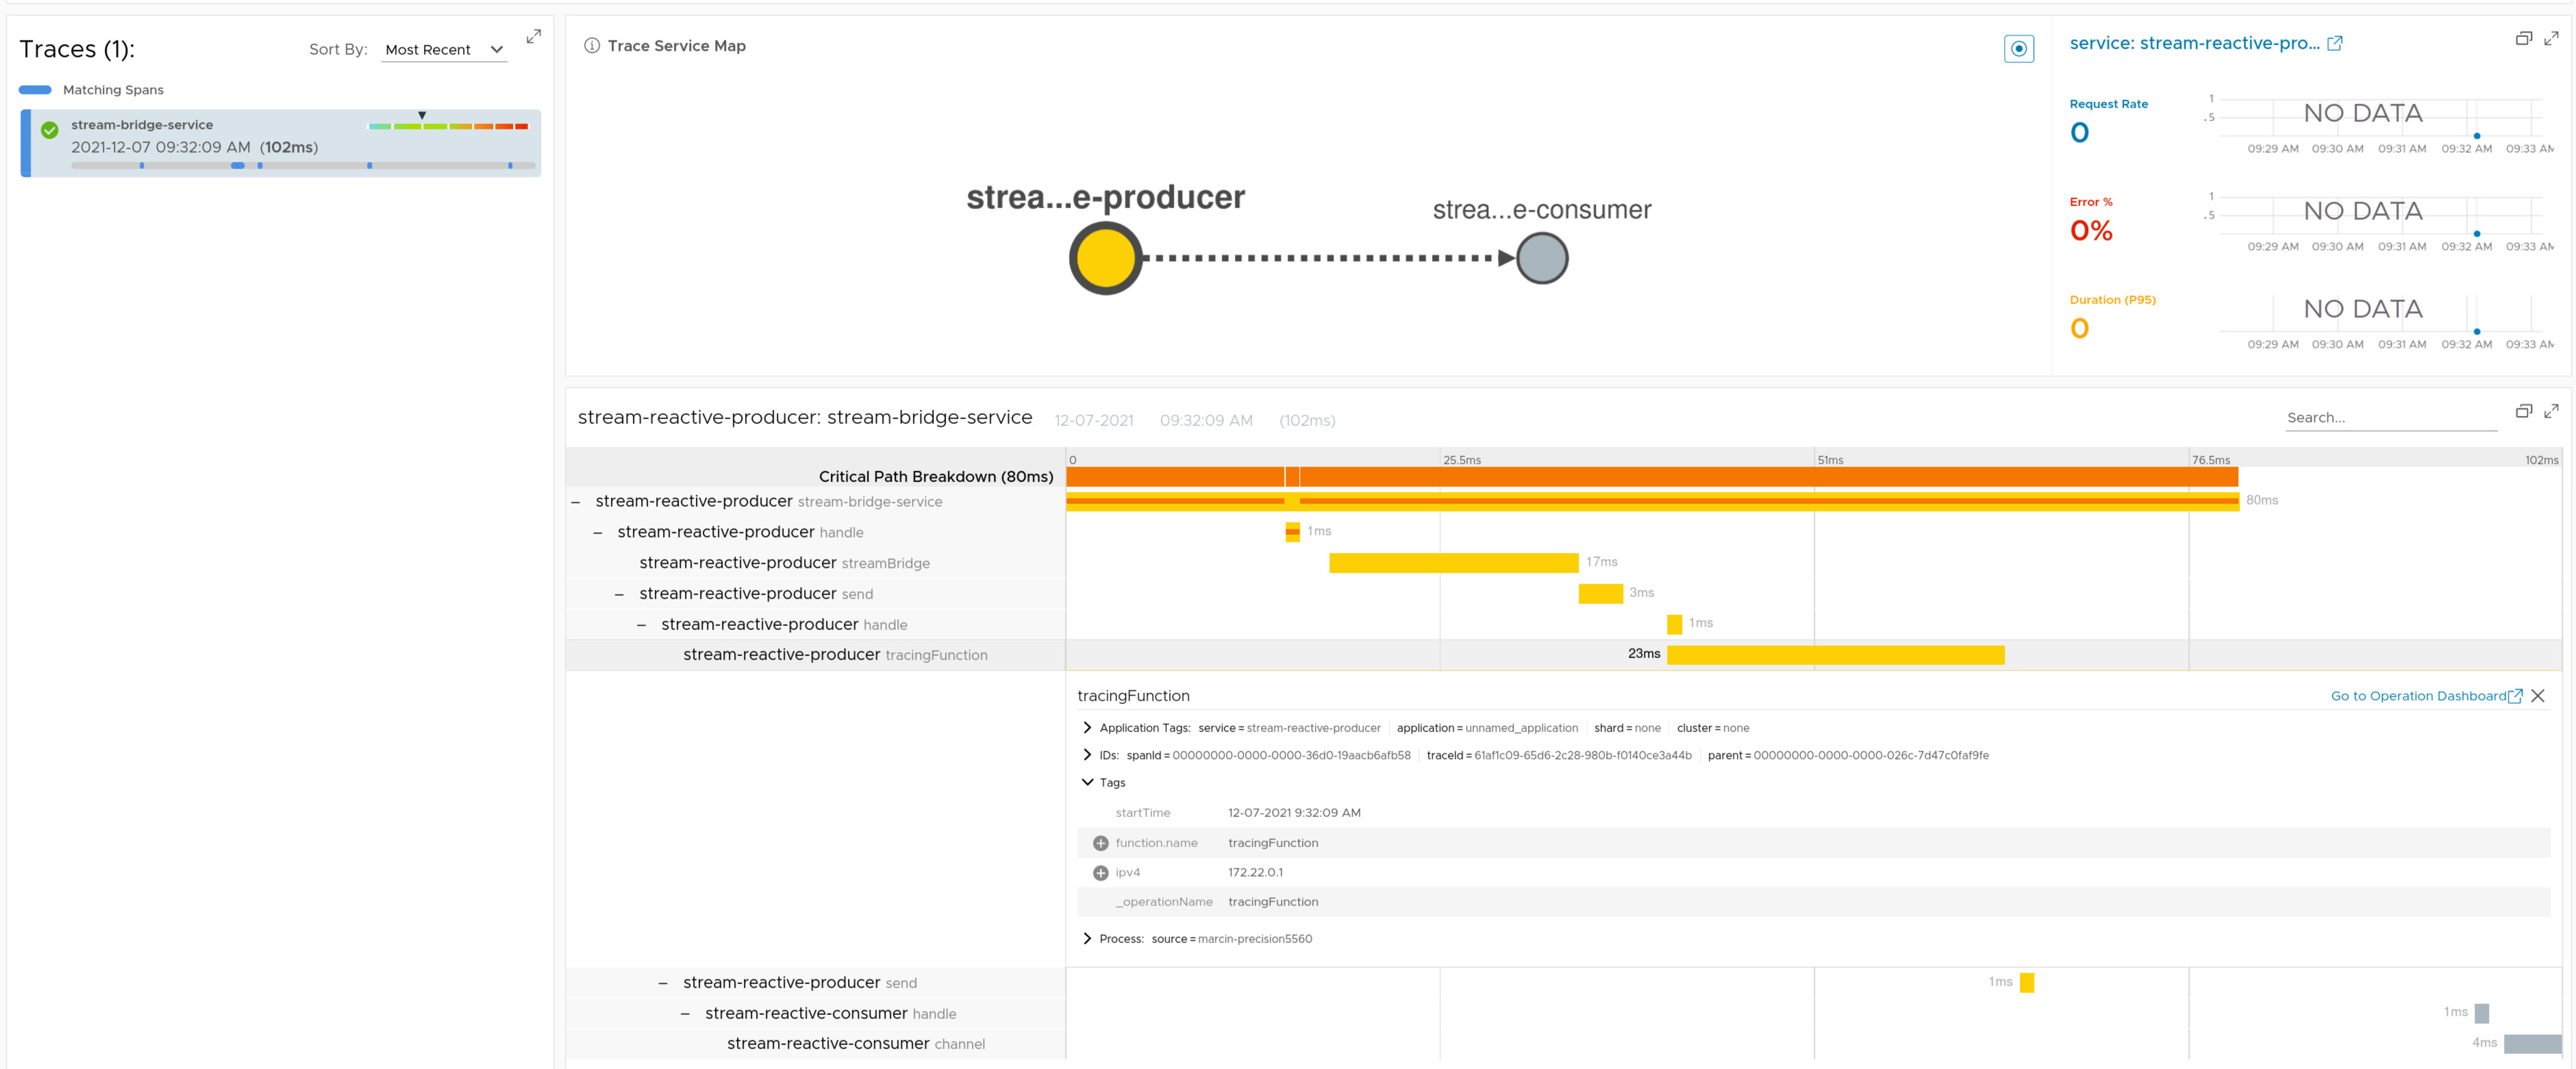 Traces (1):
Sort By: Most Recent
Matching Spans
stream-bridge-service
2021-12-07 09:32:09 AM (102ms)
Trace Service Map
strea...e-producer
strea...e-consumer
service: stream-reactive-pro...
Request Rate
0
1
.5
NO DATA
09:29 AM 09:30 AM 09:31 AM 09:32 AM 09:33 AM
Error %
0%
1
.5
NO DATA
09:29 AM 09:30 AM 09:31 AM 09:32 AM 09:33 AM
Duration (P95)
0
NO DATA
09:29 AM 09:30 AM 09:31 AM 09:32 AM 09:33 AM
stream-reactive-producer: stream-bridge-service 12-07-2021 09:32:09 AM (102ms)
Search...
0 25.5ms 51ms 76.5ms 102ms
Critical Path Breakdown (80ms)
stream-reactive-producer stream-bridge-service 80ms
stream-reactive-producer handle 1ms
stream-reactive-producer streamBridge 17ms
stream-reactive-producer send 3ms
stream-reactive-producer handle 1ms
stream-reactive-producer tracingFunction 23ms
tracingFunction Go to Operation Dashboard
Application Tags: service = stream-reactive-producer application = unnamed_application shard = none cluster = none
IDs: spanId = 00000000-0000-0000-36d0-19aacb6afb58 traceId = 61af1c09-65d6-2c28-980b-f0140ce3a44b parent = 00000000-0000-0000-026c-7d47c0faf9fe
Tags
startTime 12-07-2021 9:32:09 AM
function.name tracingFunction
ipv4 172.22.0.1
_operationName tracingFunction
Process: source = marcin-precision5560
stream-reactive-producer send 1ms
stream-reactive-consumer handle 1ms
stream-reactive-consumer channel 4ms